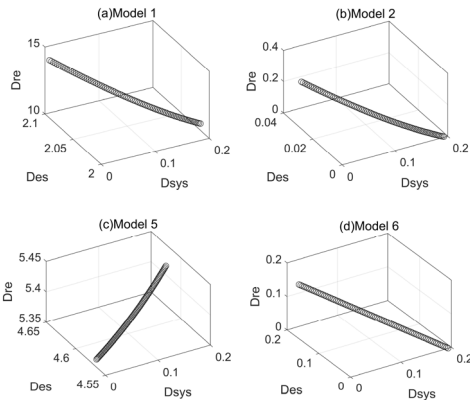 (a)Model 1
15
Dre
10
2.1
2.05
Des
2
0
0.1
0.2
Dsys
(b)Model 2
0.4
0.2
Dre
0
0.04
0.02
Des
0
0
0.1
0.2
Dsys
(c)Model 5
5.45
5.4
Dre
5.35
4.65
4.6
Des
4.55
0
0.1
0.2
Dsys
(d)Model 6
0.2
0.1
Dre
0
0.2
0.1
Des
0
0
0.1
0.2
Dsys